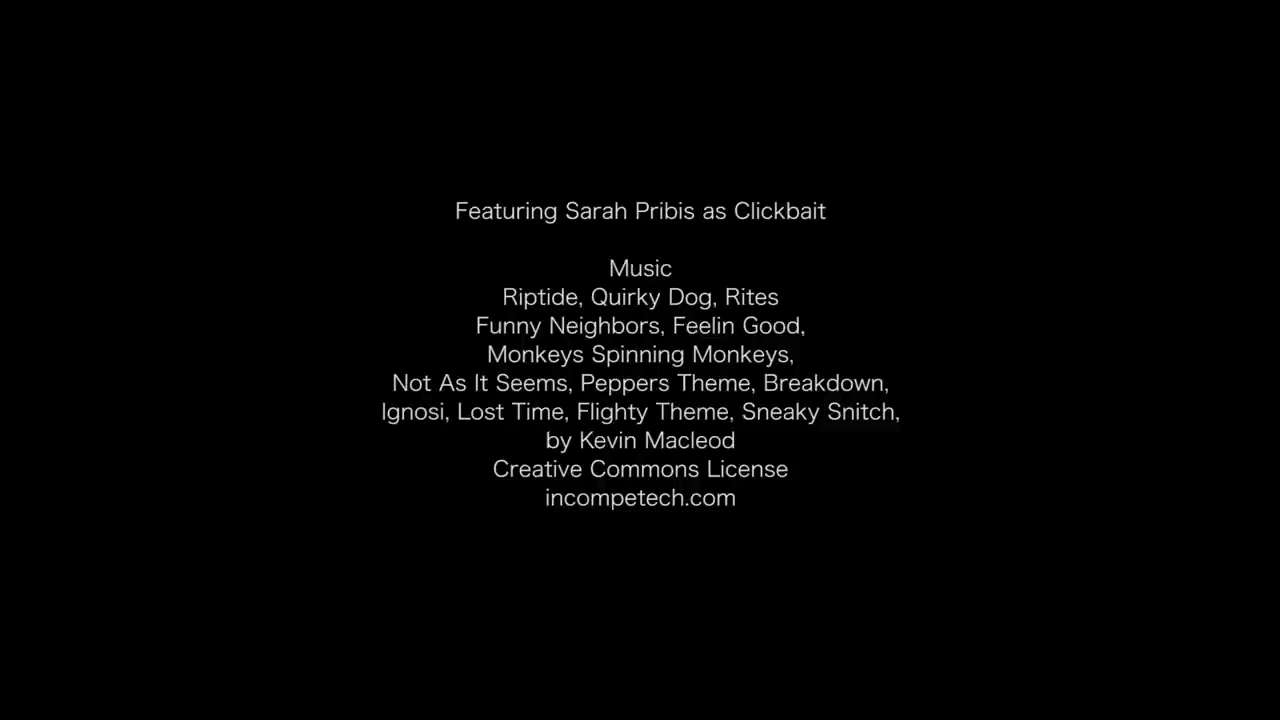 Featuring Sarah Pribis as Clickbait
Music
Riptide, Quirky Dog, Rites
Funny Neighbors, Feelin Good,
Monkeys Spinning Monkeys,
Not As It Seems, Peppers Theme, Breakdown,
Ignosi, Lost Time, Flighty Theme, Sneaky Snitch,
by Kevin Macleod
Creative Commons License
incompetech.com